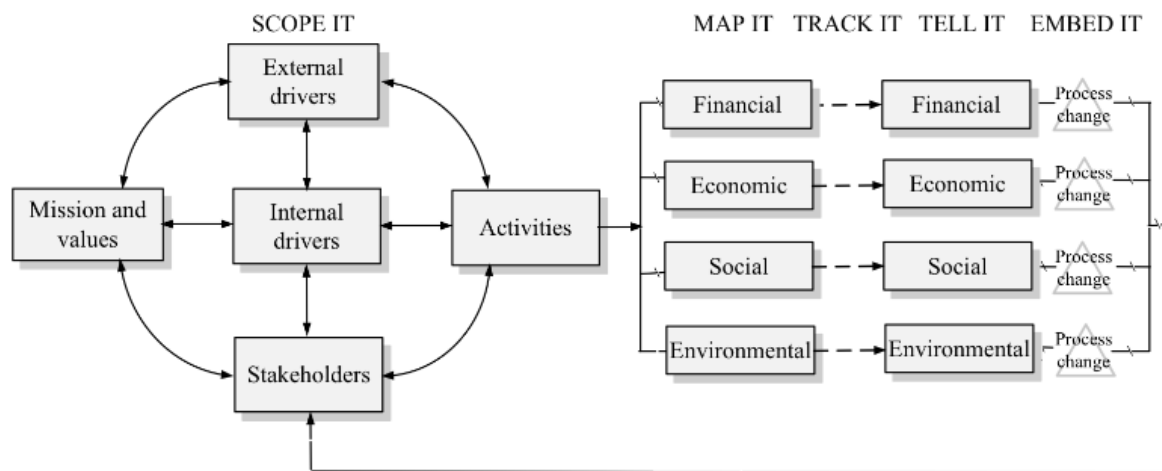 SCOPE IT
MAP IT
TRACK IT
TELL IT
EMBED IT
External
drivers
Mission and
values
Internal
drivers
Activities
Stakeholders
Financial
Financial
Process
change
Economic
Economic
Process
change
Social
Social
Process
change
Environmental
Environmental
Process
change